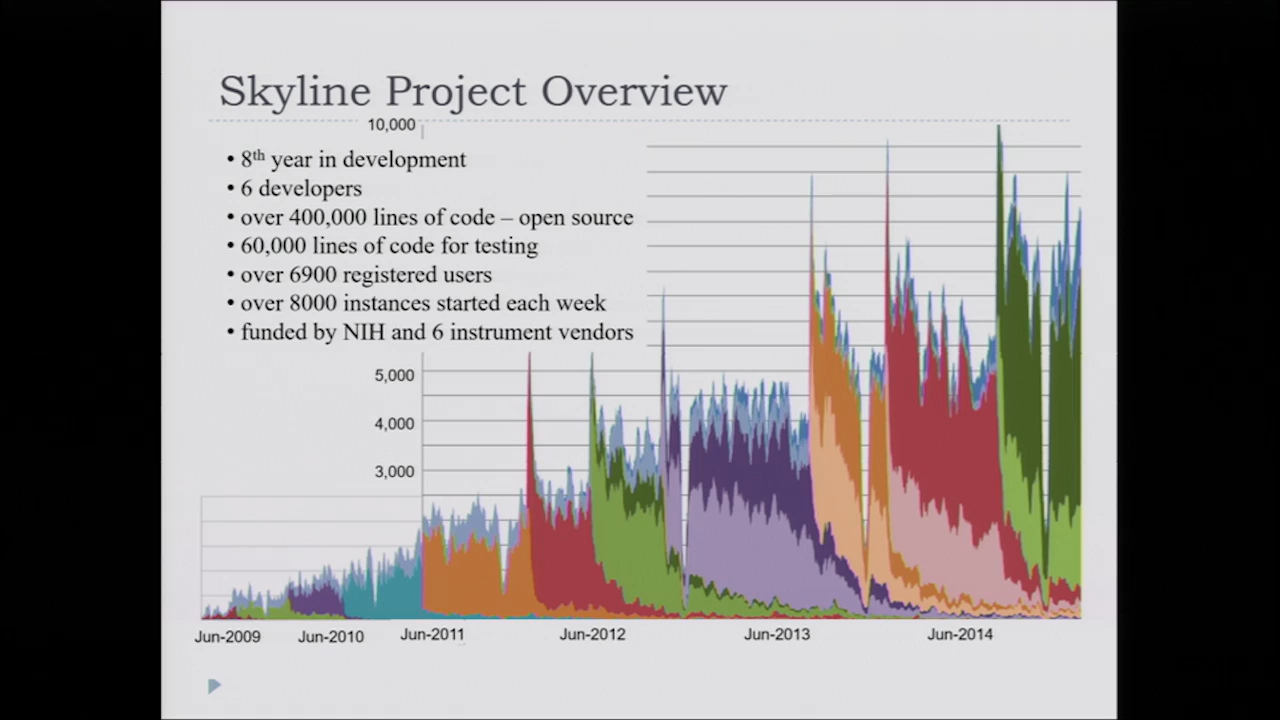 Skyline Project Overview
10,000
• 8th year in development
• 6 developers
• over 400,000 lines of code – open source
• 60,000 lines of code for testing
• over 6900 registered users
• over 8000 instances started each week
• funded by NIH and 6 instrument vendors
5,000
4,000
3,000
Jun-2009 Jun-2010 Jun-2011 Jun-2012 Jun-2013 Jun-2014